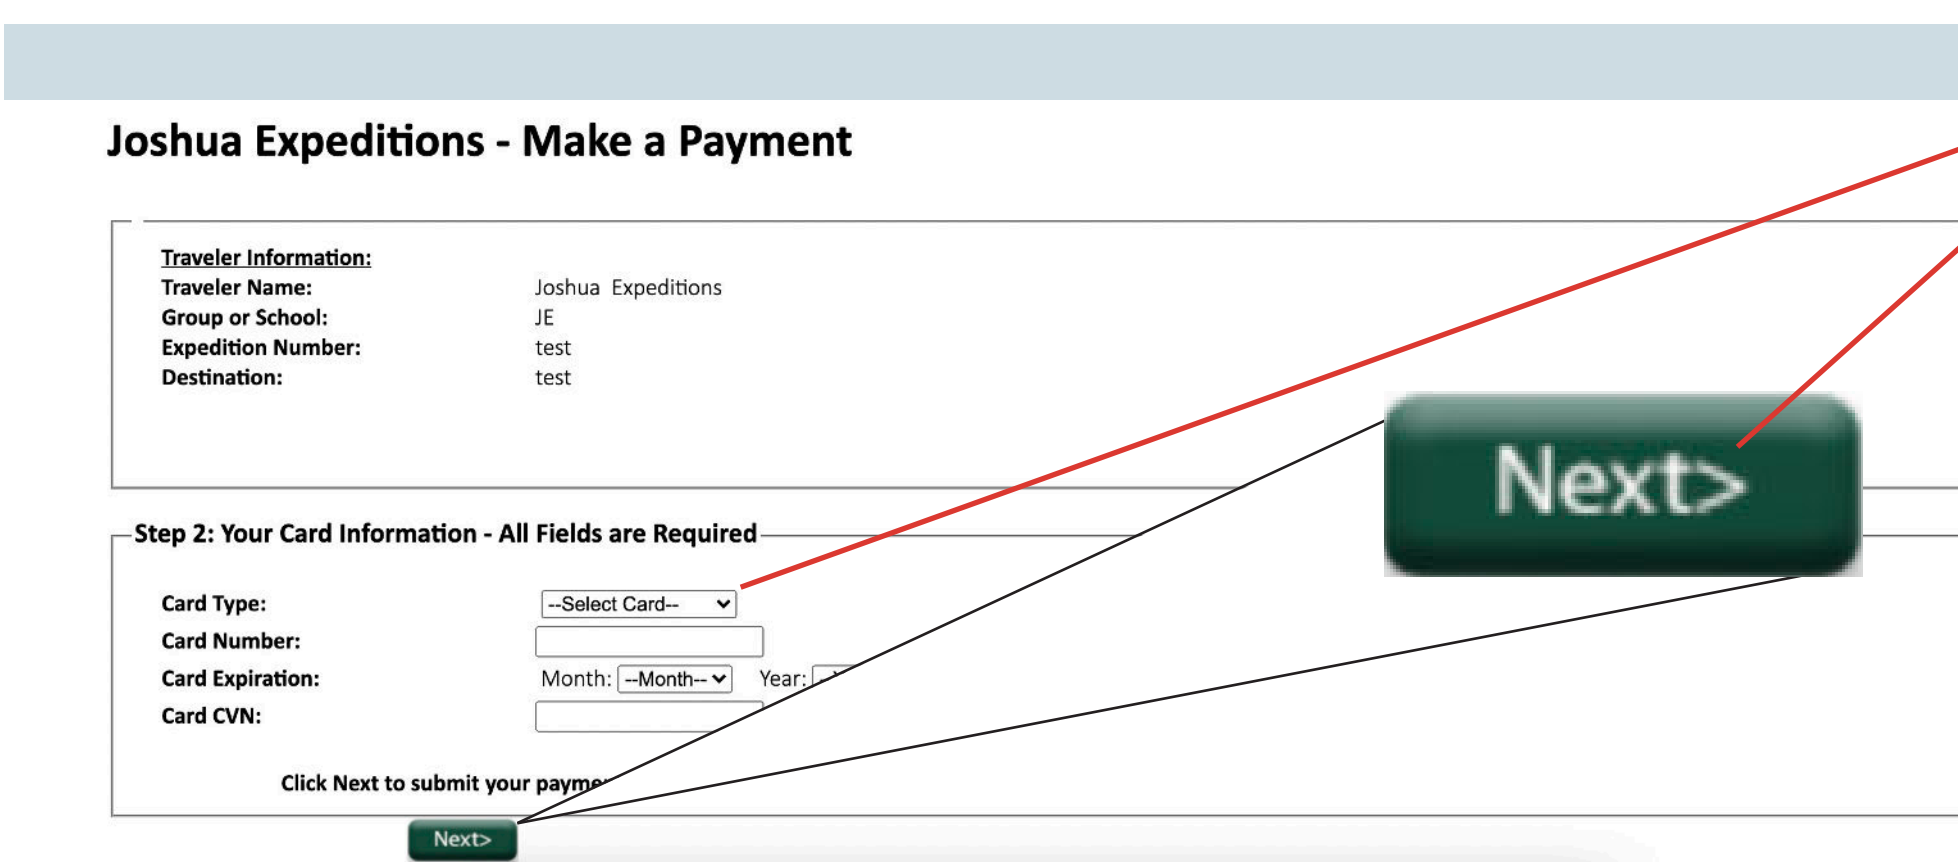 Joshua Expeditions - Make a Payment
Traveler Information:
Traveler Name: Joshua Expeditions
Group or School: JE
Expedition Number: test
Destination: test
Next>
Step 2: Your Card Information - All Fields are Required
Card Type: --Select Card--
Card Number:
Card Expiration: Month: --Month-- Year:
Card CVN:
Click Next to submit your
Next>